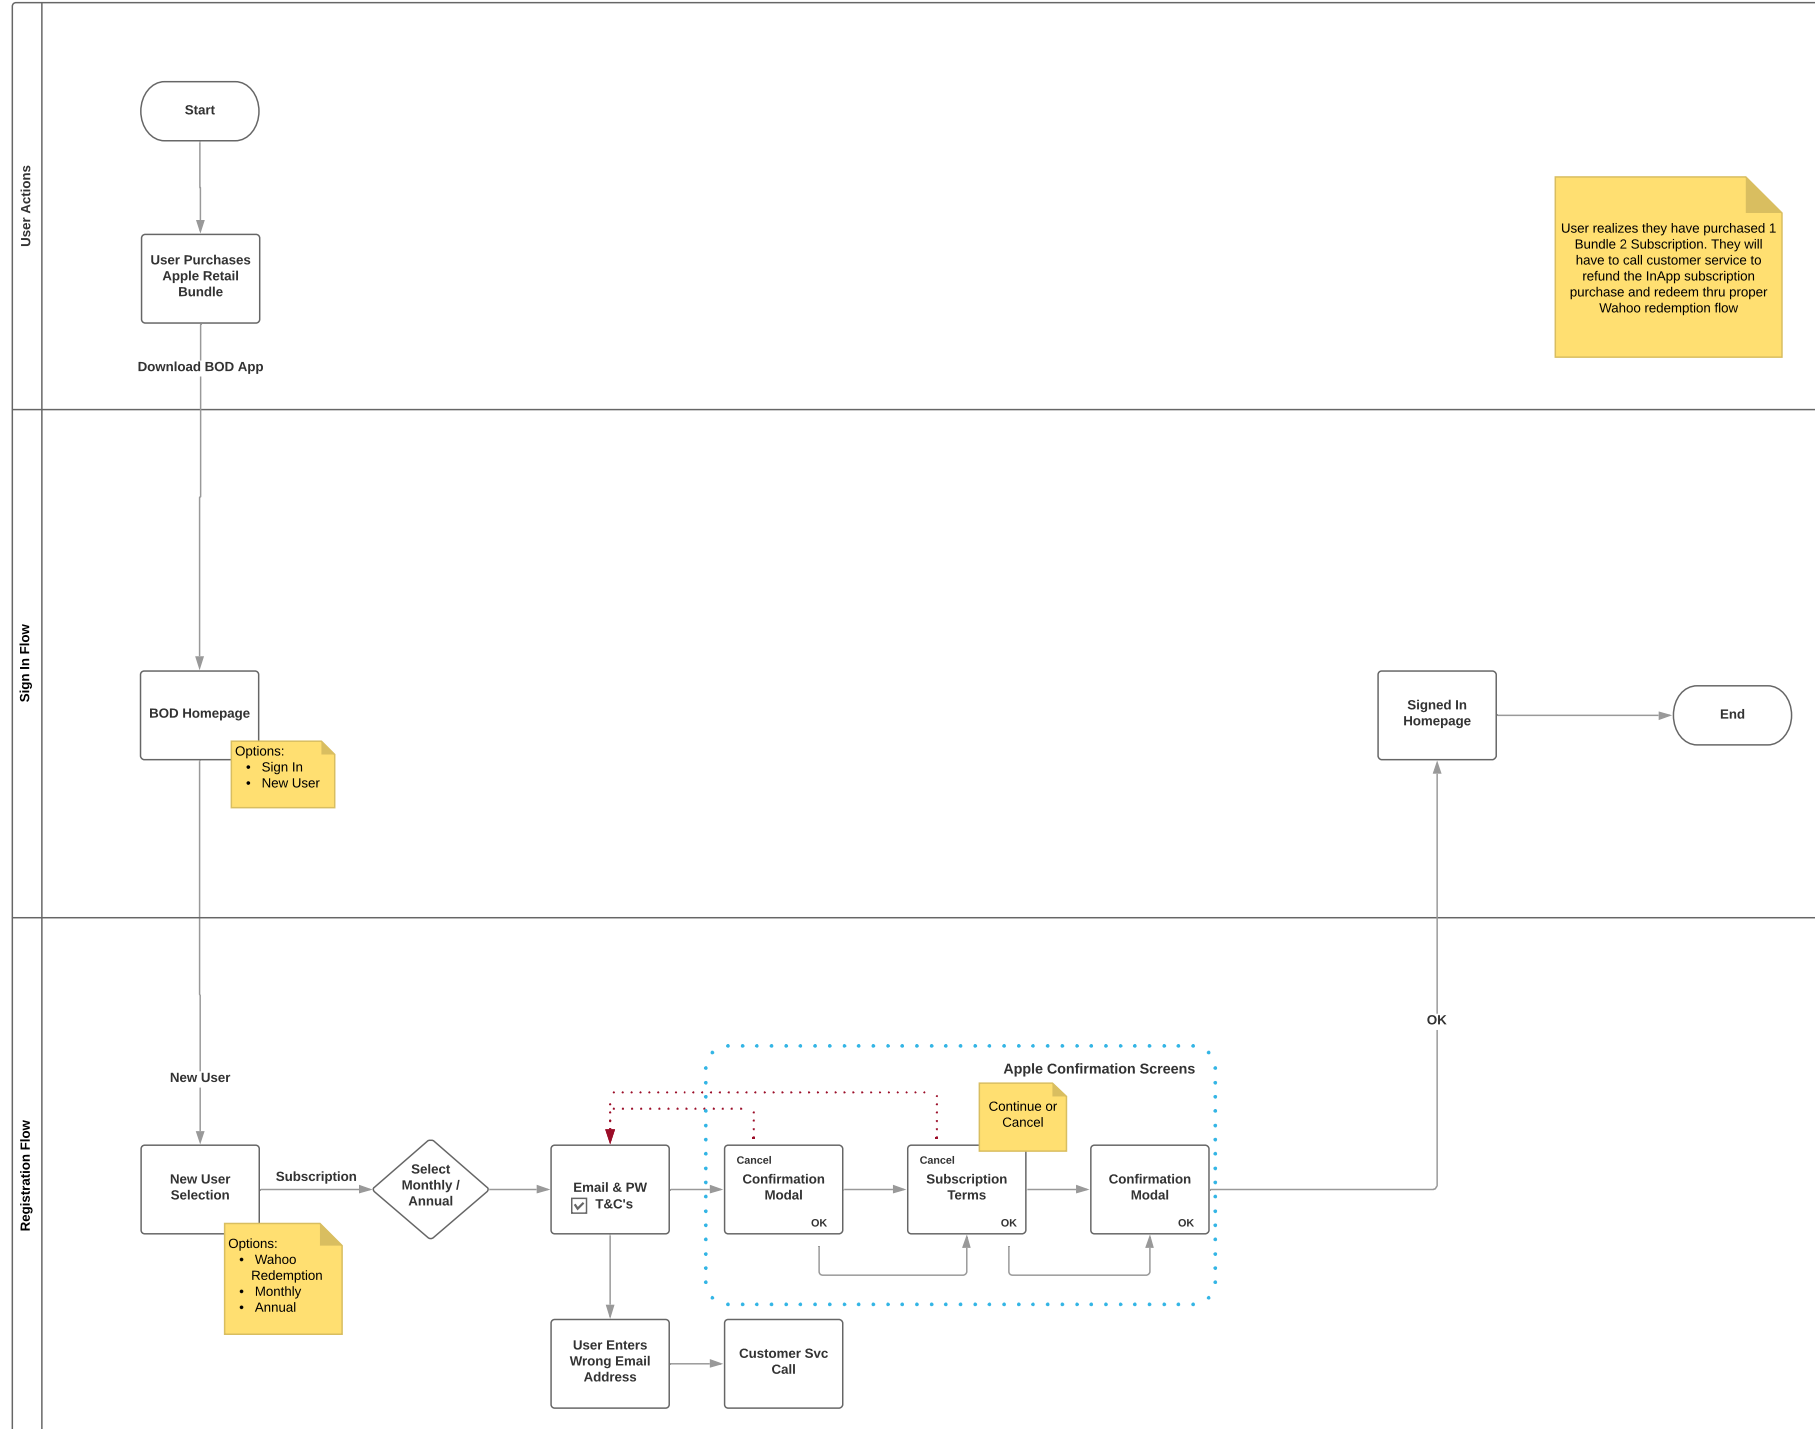 User Actions
Start
User Purchases
Apple Retail
Bundle
Download BOD App
User realizes they have purchased 1
Bundle 2 Subscription. They will
have to call customer service to
refund the InApp subscription
purchase and redeem thru proper
Wahoo redemption flow
Sign In Flow
BOD Homepage
Options:
• Sign In
• New User
Signed In
Homepage
End
Registration Flow
New User
New User
Selection
Options:
• Wahoo
Redemption
• Monthly
• Annual
Subscription
Select
Monthly /
Annual
Email & PW
T&C's
User Enters
Wrong Email
Address
Customer Svc
Call
Apple Confirmation Screens
Cancel
Confirmation
Modal
OK
Continue or
Cancel
Cancel
Subscription
Terms
OK
Confirmation
Modal
OK
OK